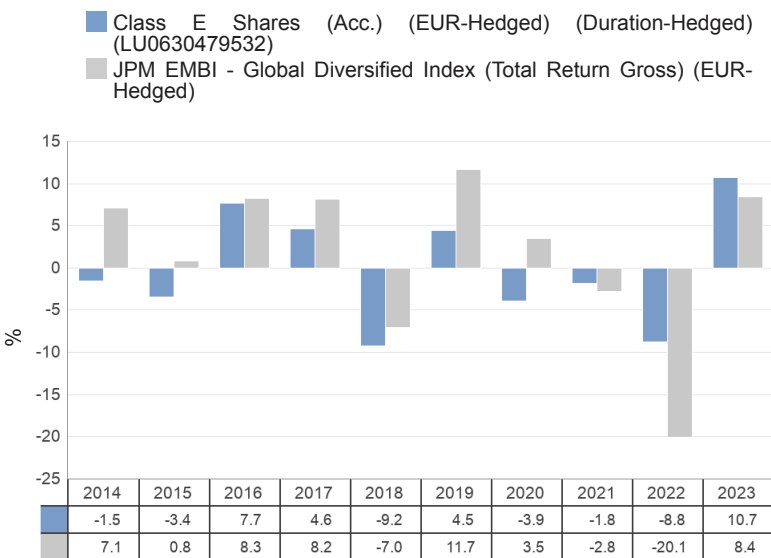 Class E Shares (Acc.) (EUR-Hedged) (Duration-Hedged)
(LU0630479532)
JPM EMBI - Global Diversified Index (Total Return Gross) (EUR-
Hedged)
15
10
5
0
-5
-10
-15
-20
-25
%
2014 2015 2016 2017 2018 2019 2020 2021 2022 2023
-1.5 -3.4 7.7 4.6 -9.2 4.5 -3.9 -1.8 -8.8 10.7
7.1 0.8 8.3 8.2 -7.0 11.7 3.5 -2.8 -20.1 8.4